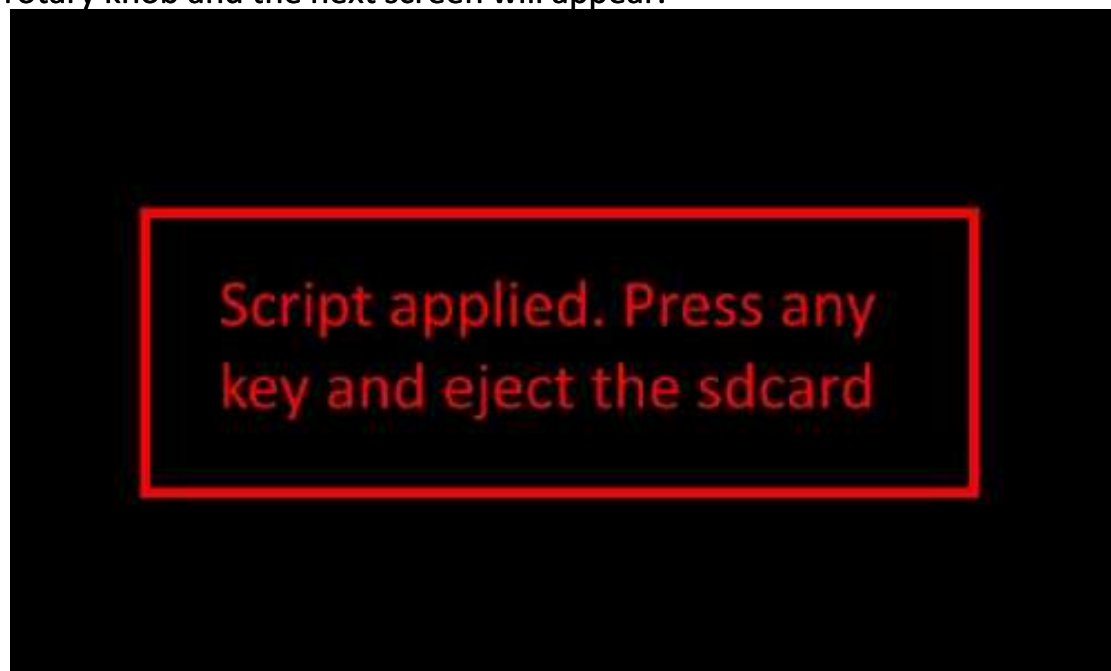 rotary knob and the next screen will appear:
Script applied. Press any
key and eject the sdcard